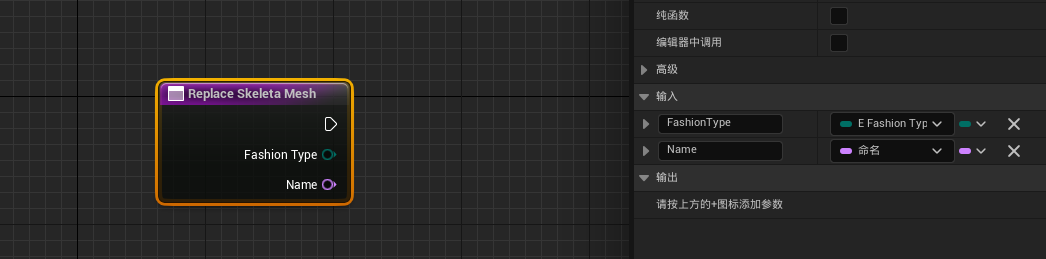 Replace Skeleta Mesh
Fashion Type
Name
纯函数
编辑器中调用
高级
输入
FashionType
E Fashion Typ
Name
命名
输出
请按上方的+图标添加参数